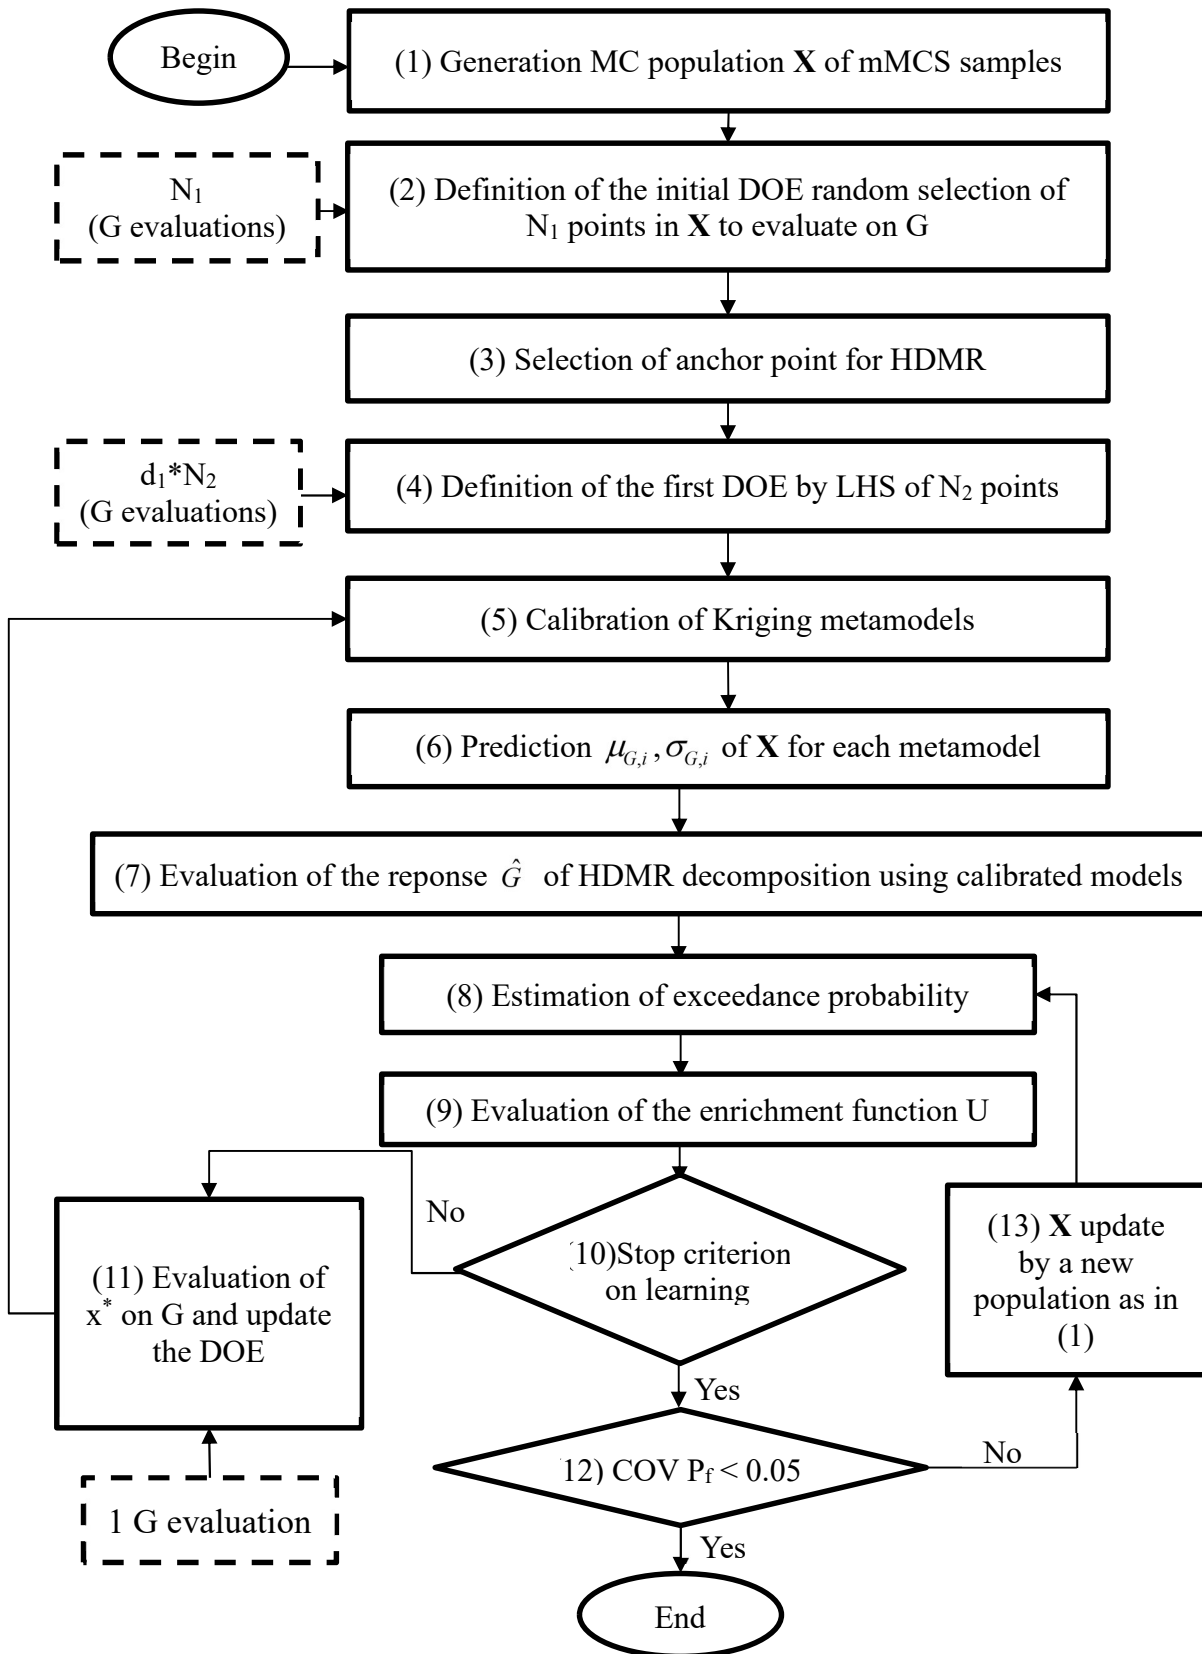 Begin
(1) Generation MC population X of mMCS samples
N₁
(G evaluations)
(2) Definition of the initial DOE random selection of
N₁ points in X to evaluate on G
(3) Selection of anchor point for HDMR
d₁*N₂
(G evaluations)
(4) Definition of the first DOE by LHS of N₂ points
(5) Calibration of Kriging metamodels
(6) Prediction μ_{G,i}, σ_{G,i} of X for each metamodel
(7) Evaluation of the reponse Ĝ of HDMR decomposition using calibrated models
(8) Estimation of exceedance probability
(9) Evaluation of the enrichment function U
No
(10)Stop criterion
on learning
(11) Evaluation of
x* on G and update
the DOE
(13) X update
by a new
population as in
(1)
Yes
12) COV P_f < 0.05
No
1 G evaluation
Yes
End